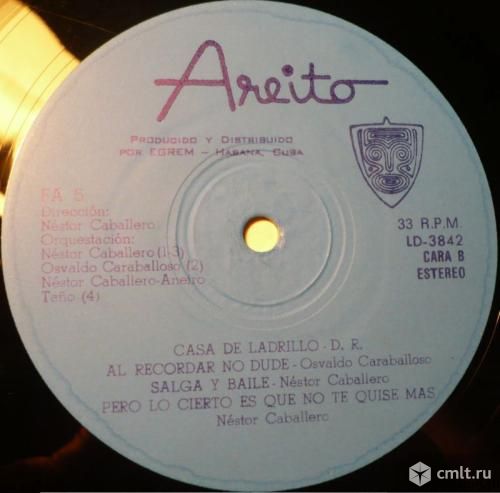 Areito
PRODUCIDO Y DISTRIBUIDO
POR EGREM – HABANA, CUBA
FA 5
Dirección:
Néstor Caballero
Orquestación:
Néstor Caballero (1-3)
Osvaldo Caraballoso (2)
Néstor Caballero-Aneiro
Taño (4)
33 R.P.M.
LD-3842
CARA B
ESTEREO
CASA DE LADRILLO - D. R.
AL RECORDAR NO DUDE - Osvaldo Caraballoso
SALGA Y BAILE - Néstor Caballero
PERO LO CIERTO ES QUE NO TE QUISE MAS
Néstor Caballero
cmlt.ru